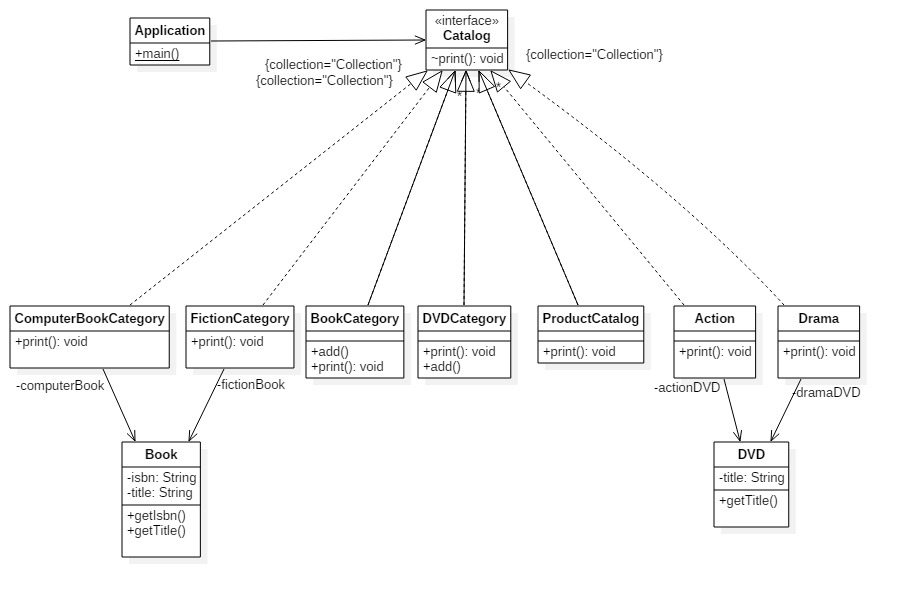 «interface»
Application
Catalog
+main()
~print(): void
{collection="Collection"}
{collection="Collection"}
{collection="Collection"}
*
*
*
ComputerBookCategory
+print(): void
FictionCategory
+print(): void
BookCategory
+add()
+print(): void
DVDCategory
+print(): void
+add()
ProductCatalog
+print(): void
Action
+print(): void
Drama
+print(): void
-computerBook
-fictionBook
-actionDVD
-dramaDVD
Book
-isbn: String
-title: String
+getIsbn()
+getTitle()
DVD
-title: String
+getTitle()